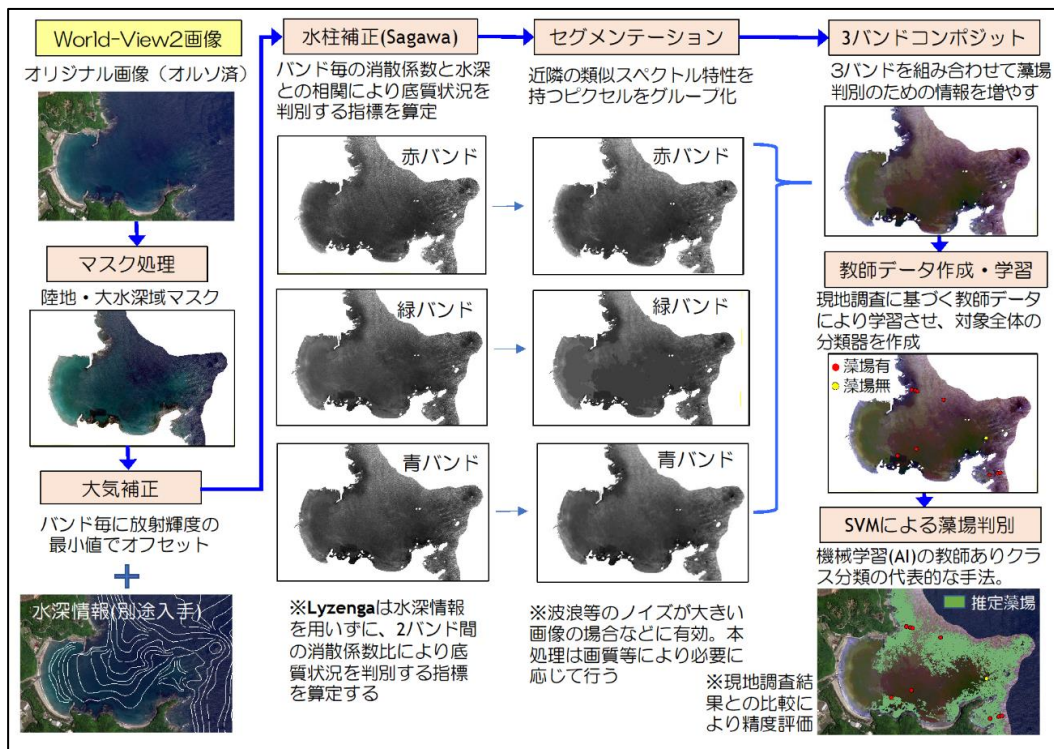 World-View2画像
オリジナル画像（オルソ済）
マスク処理
陸地・大水深域マスク
大気補正
バンド毎に放射輝度の
最小値でオフセット
＋
水深情報(別途入手)
水柱補正(Sagawa)
バンド毎の消散係数と水深
との相関により底質状況を
判別する指標を算定
赤バンド
緑バンド
青バンド
※Lyzengaは水深情報
を用いずに、2バンド間
の消散係数比により底
質状況を判別する指標
を算定する
セグメンテーション
近隣の類似スペクトル特性を
持つピクセルをグループ化
赤バンド
緑バンド
青バンド
※波浪等のノイズが大きい
画像の場合などに有効。本
処理は画質等により必要に
応じて行う
3バンドコンポジット
3バンドを組み合わせて藻場
判別のための情報を増やす
教師データ作成・学習
現地調査に基づく教師データ
により学習させ、対象全体の
分類器を作成
藻場有
藻場無
SVMによる藻場判別
機械学習(AI)の教師ありクラ
ス分類の代表的な手法。
推定藻場
※現地調査結
果との比較に
より精度評価